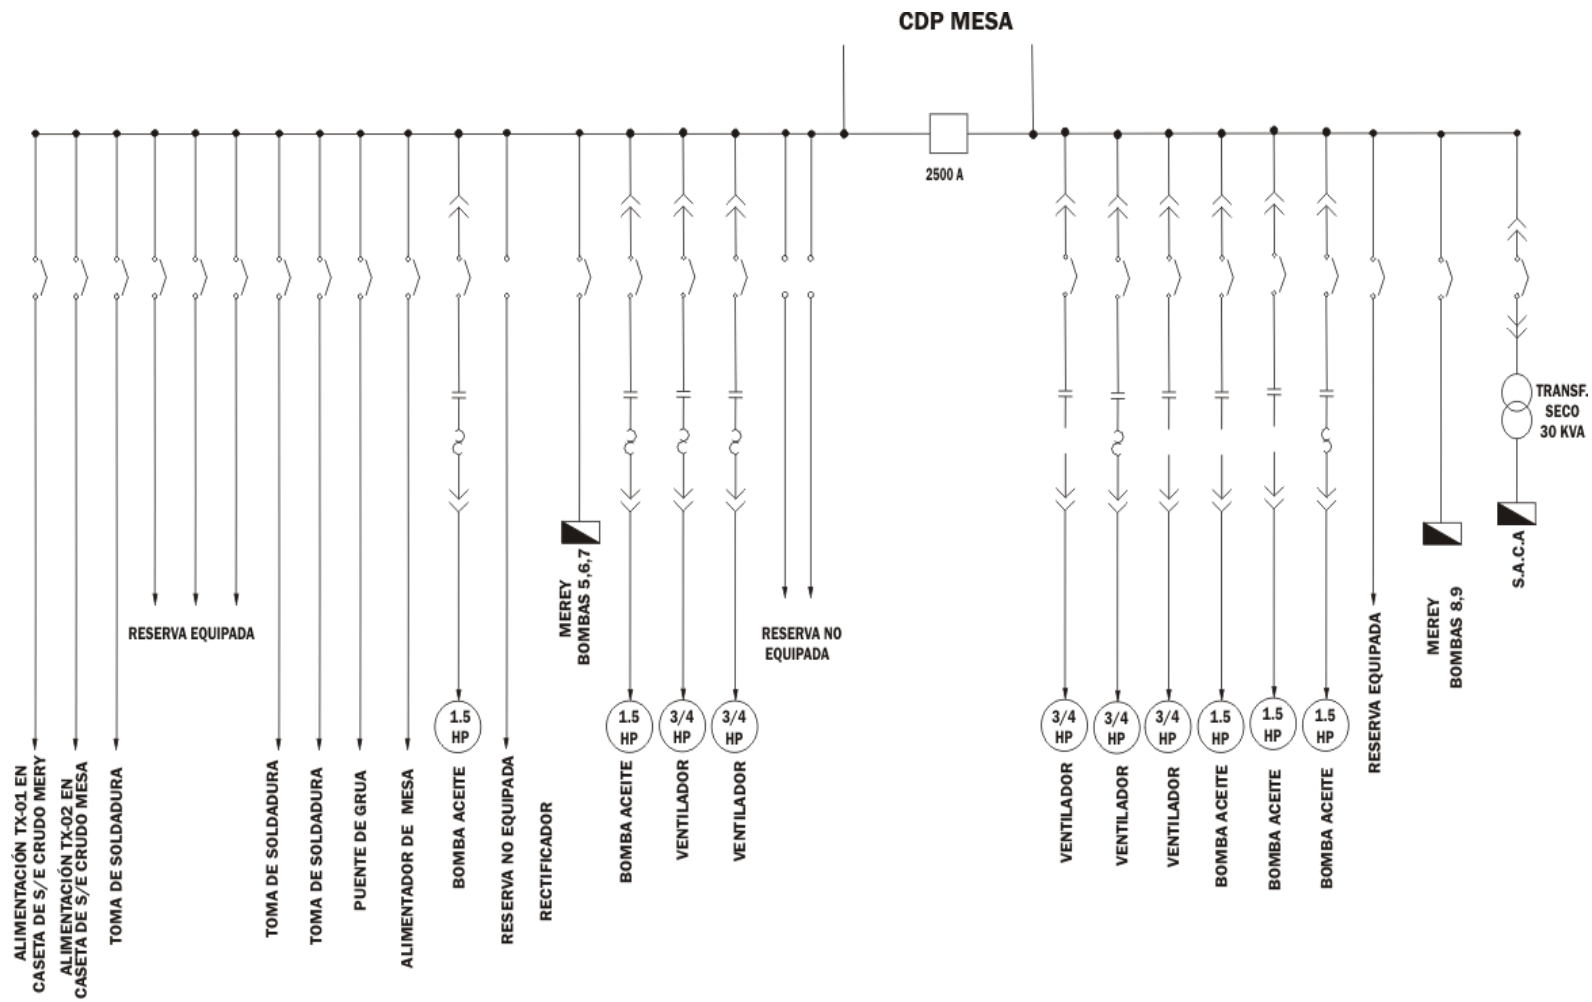 CDP MESA
2500 A
TRANSF.
SECO
30 KVA
S.A.C.A
MEREY
BOMBAS 5,6,7
MEREY
BOMBAS 8,9
RESERVA EQUIPADA
RESERVA NO
EQUIPADA
RESERVA EQUIPADA
1.5
HP
1.5
HP
3/4
HP
3/4
HP
3/4
HP
3/4
HP
3/4
HP
1.5
HP
1.5
HP
1.5
HP
ALIMENTACIÓN TX-01 EN
CASETA DE S/ E CRUDO MERY
ALIMENTACIÓN TX-02 EN
CASETA DE S/E CRUDO MESA
TOMA DE SOLDADURA
TOMA DE SOLDADURA
TOMA DE SOLDADURA
PUENTE DE GRUA
ALIMENTADOR DE MESA
BOMBA ACEITE
RESERVA NO EQUIPADA
RECTIFICADOR
BOMBA ACEITE
VENTILADOR
VENTILADOR
VENTILADOR
VENTILADOR
VENTILADOR
BOMBA ACEITE
BOMBA ACEITE
BOMBA ACEITE